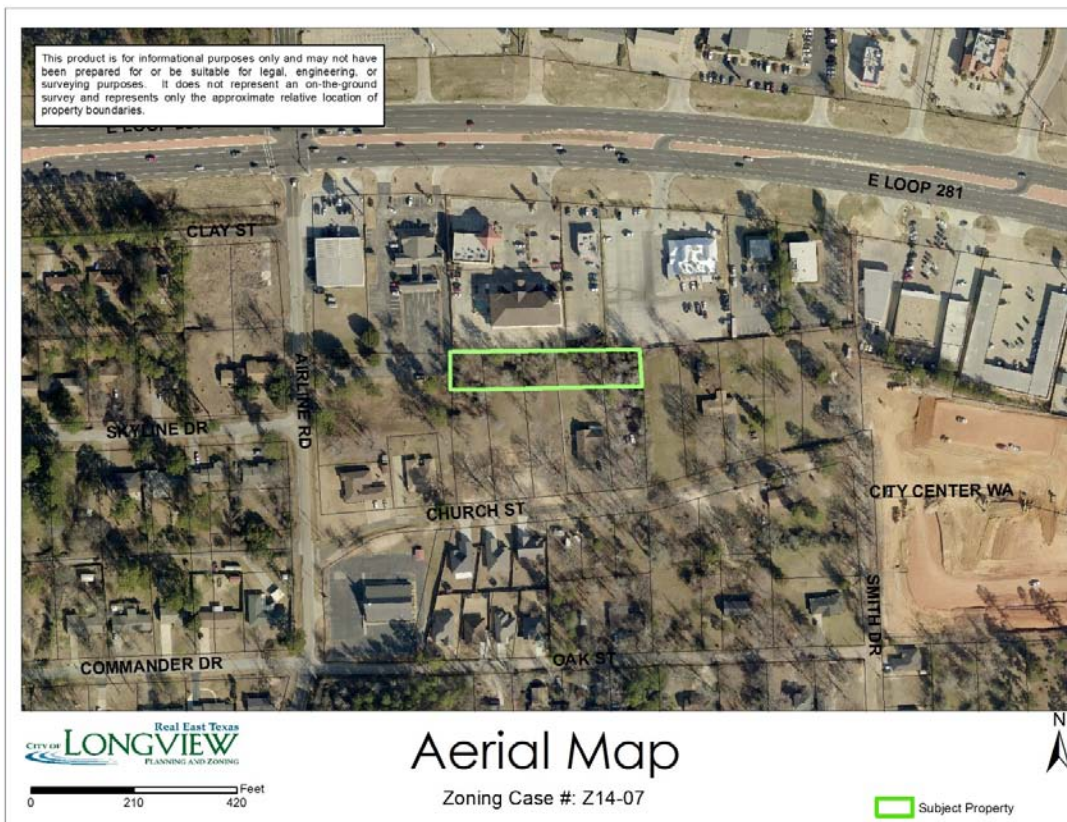 This product is for informational purposes only and may not have
been prepared for or be suitable for legal, engineering, or
surveying purposes. It does not represent an on-the-ground
survey and represents only the approximate relative location of
property boundaries.
E LOOP 281
E LOOP 281
CLAY ST
AIRLINE RD
SKYLINE DR
CHURCH ST
CITY CENTER WA
SMITH DR
OAK ST
COMMANDER DR
Real East Texas
CITY OF LONGVIEW
PLANNING AND ZONING
Aerial Map
Zoning Case #: Z14-07
Feet
0 210 420
N
Subject Property